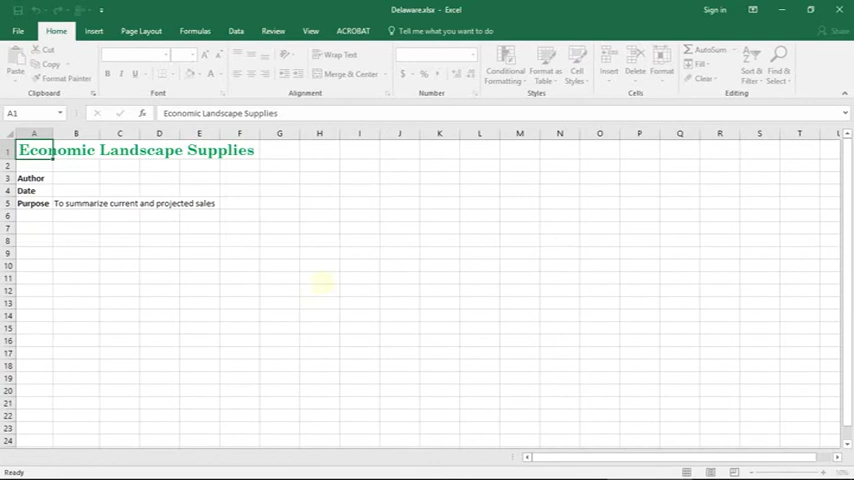 Delaware.xlsx - Excel
Sign in
File Home Insert Page Layout Formulas Data Review View ACROBAT Tell me what you want to do Share
Paste
Cut
Copy
Format Painter
Clipboard
B I U
Font
Wrap Text
Merge & Center
Alignment
$ % ,
Number
Conditional Formatting
Format as Table
Cell Styles
Styles
Insert Delete Format
Cells
AutoSum
Fill
Clear
Sort & Filter
Find & Select
Editing
A1 fx Economic Landscape Supplies
A B C D E F G H I J K L M N O P Q R S T U
1 Economic Landscape Supplies
2
3 Author
4 Date
5 Purpose To summarize current and projected sales
6
7
8
9
10
11
12
13
14
15
16
17
18
19
20
21
22
23
24
Ready